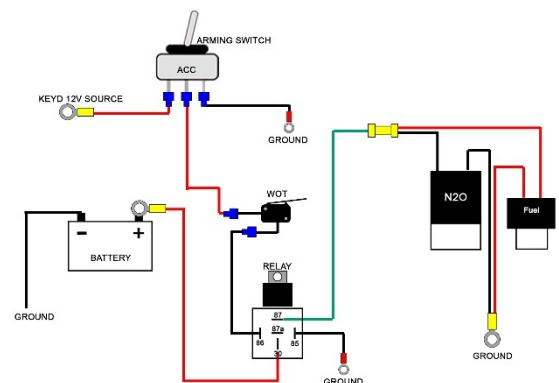 ARMING SWITCH
ACC
KEYD 12V SOURCE
GROUND
WOT
N2O
Fuel
- +
BATTERY
RELAY
87
87a
86
85
30
GROUND
GROUND
GROUND